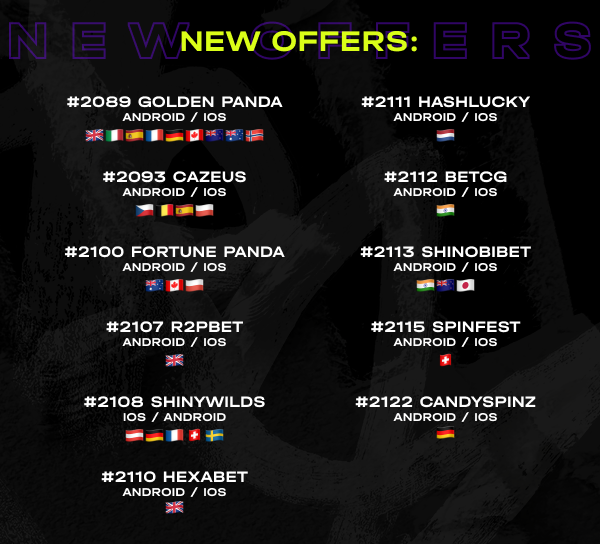 NEW OFFERS
NEW OFFERS:
#2089 GOLDEN PANDA
ANDROID / IOS
#2093 CAZEUS
ANDROID / IOS
#2100 FORTUNE PANDA
ANDROID / IOS
#2107 R2PBET
ANDROID / IOS
#2108 SHINYWILDS
IOS / ANDROID
#2110 HEXABET
ANDROID / IOS
#2111 HASHLUCKY
ANDROID / IOS
#2112 BETCG
ANDROID / IOS
#2113 SHINOBIBET
ANDROID / IOS
#2115 SPINFEST
ANDROID / IOS
#2122 CANDYSPINZ
ANDROID / IOS